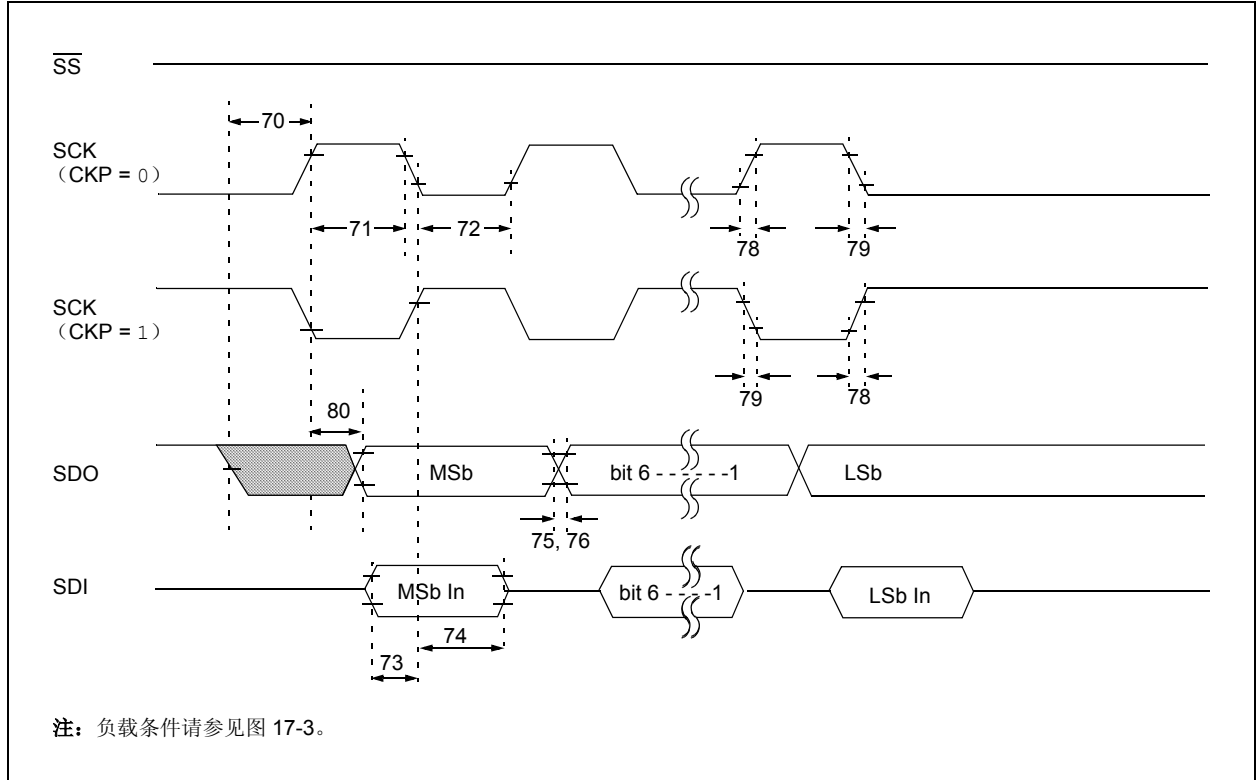 SS
70
SCK
（CKP = 0）
71
72
78
79
SCK
（CKP = 1）
79
78
80
SDO
MSb
bit 6 - - - - - - -1
LSb
75, 76
SDI
MSb In
bit 6 - - - - -1
LSb In
74
73
注：负载条件请参见图 17-3。